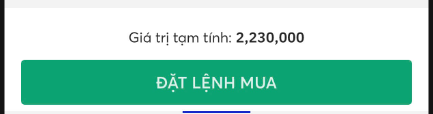 Giá trị tạm tính: 2,230,000
ĐẶT LỆNH MUA